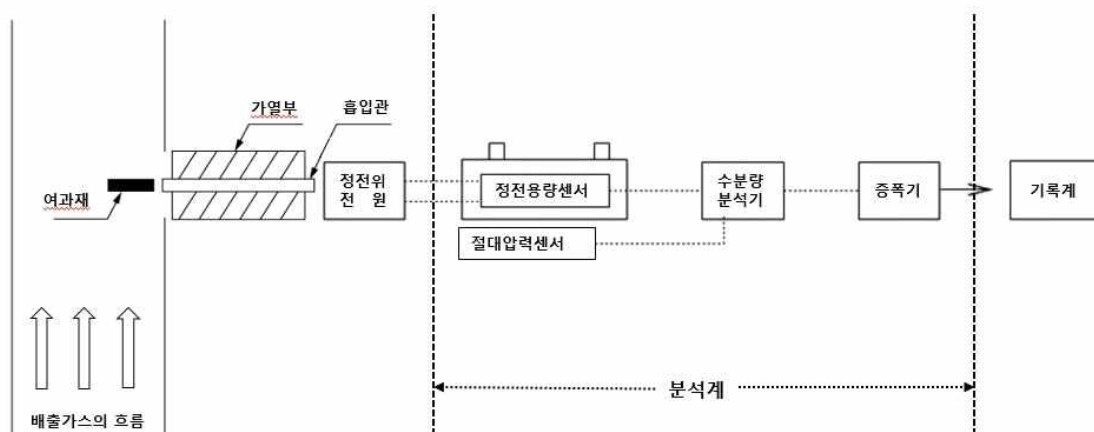 가열부
흡입관
여과재
정전위
전 원
정전용량센서
수분량
분석기
증폭기
기록계
절대압력센서
분석계
배출가스의 흐름